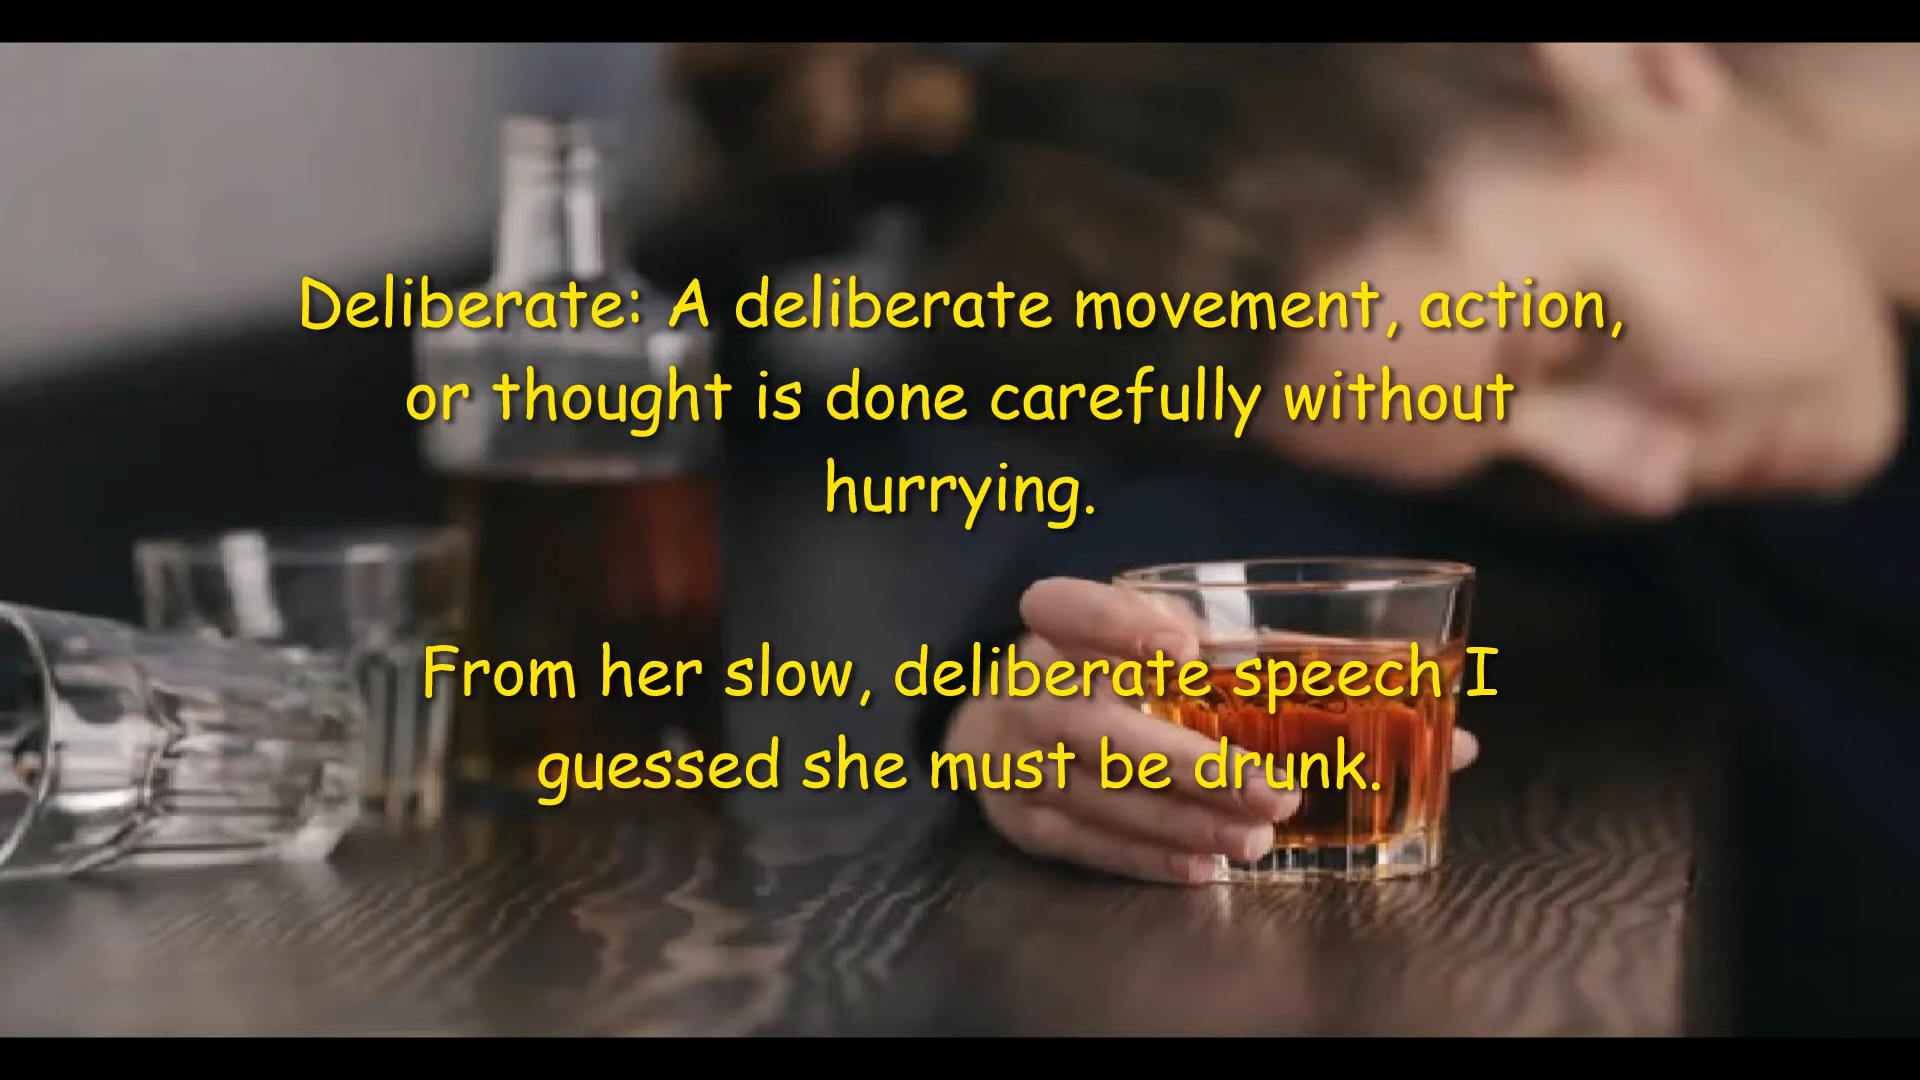 Deliberate: A deliberate movement, action,
or thought is done carefully without
hurrying.
From her slow, deliberate speech I
guessed she must be drunk.